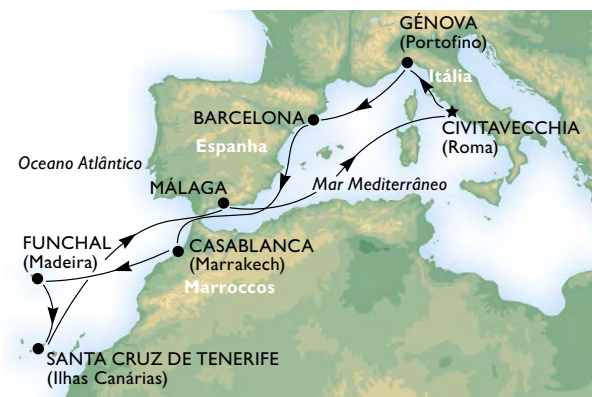 GÉNOVA
(Portofino)
Itália
BARCELONA
CIVITAVECCHIA
(Roma)
Espanha
Oceano Atlântico
MÁLAGA
Mar Mediterrâneo
FUNCHAL
(Madeira)
CASABLANCA
(Marrakech)
Marroccos
SANTA CRUZ DE TENERIFE
(Ilhas Canárias)